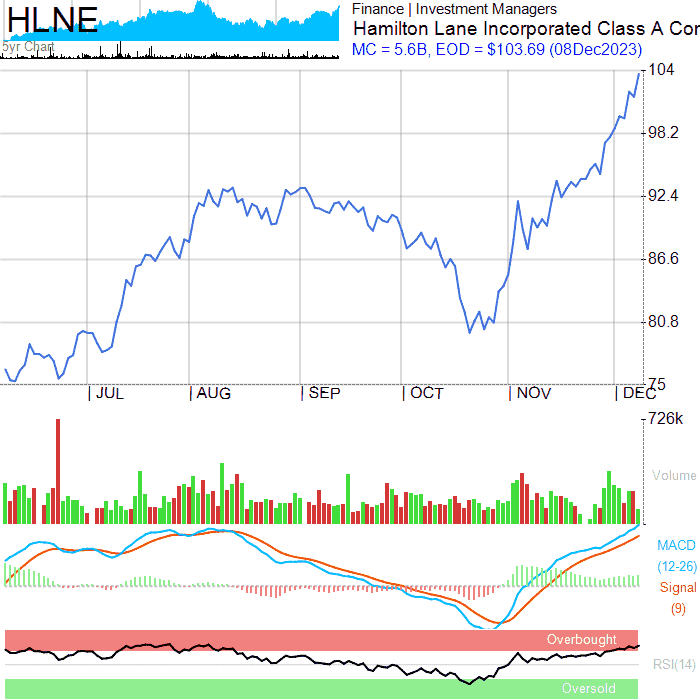 HLNE
5yr Chart
Finance | Investment Managers
Hamilton Lane Incorporated Class A Cor
MC = 5.6B, EOD = $103.69 (08Dec2023)
104
98.2
92.4
86.6
80.8
75
JUL AUG SEP OCT NOV DEC
726k
Volume
MACD
(12-26)
Signal
(9)
Overbought
RSI(14)
Oversold